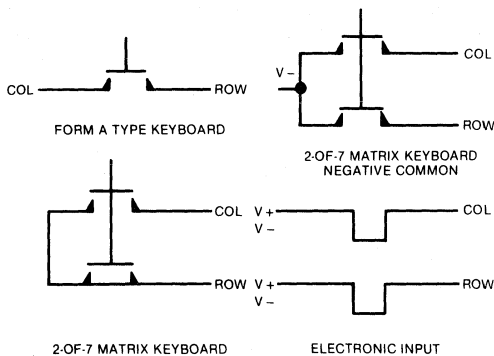 COL
ROW
FORM A TYPE KEYBOARD
V-
COL
ROW
2-OF-7 MATRIX KEYBOARD
NEGATIVE COMMON
COL
ROW
2-OF-7 MATRIX KEYBOARD
V+
V-
COL
V+
V-
ROW
ELECTRONIC INPUT